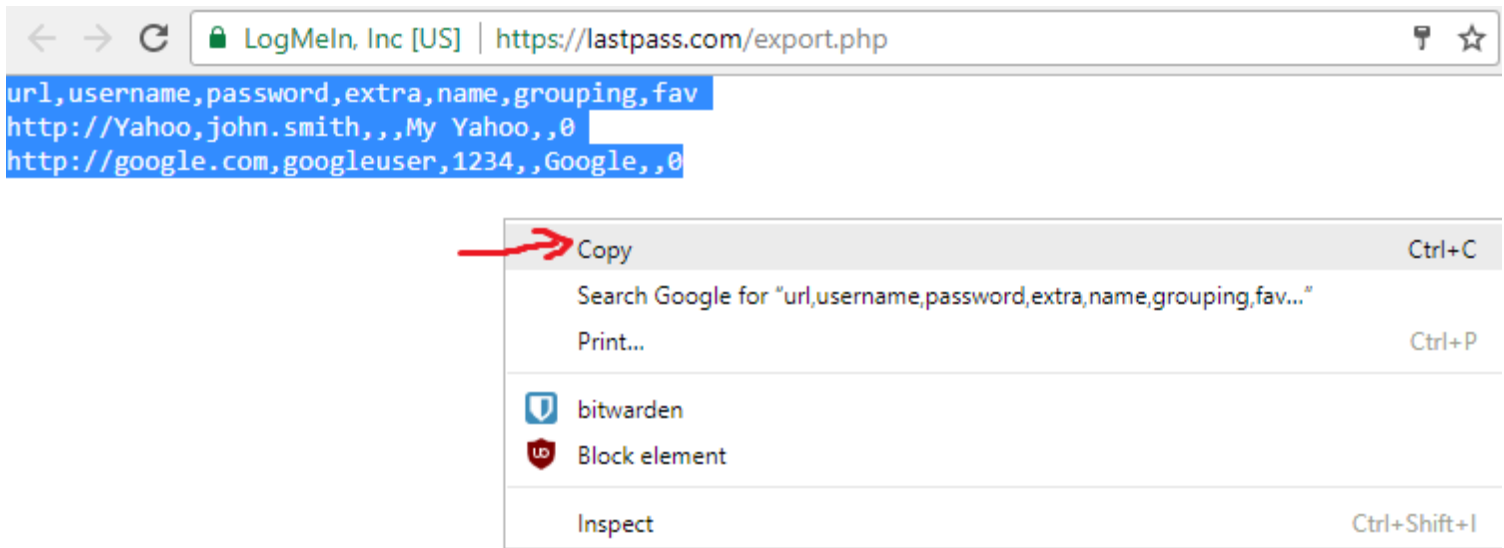 LogMeIn, Inc [US] | https://lastpass.com/export.php
url,username,password,extra,name,grouping,fav
http://Yahoo,john.smith,,,My Yahoo,,0
http://google.com,googleuser,1234,,Google,,0
Copy Ctrl+C
Search Google for “url,username,password,extra,name,grouping,fav...”
Print... Ctrl+P
bitwarden
Block element
Inspect Ctrl+Shift+I